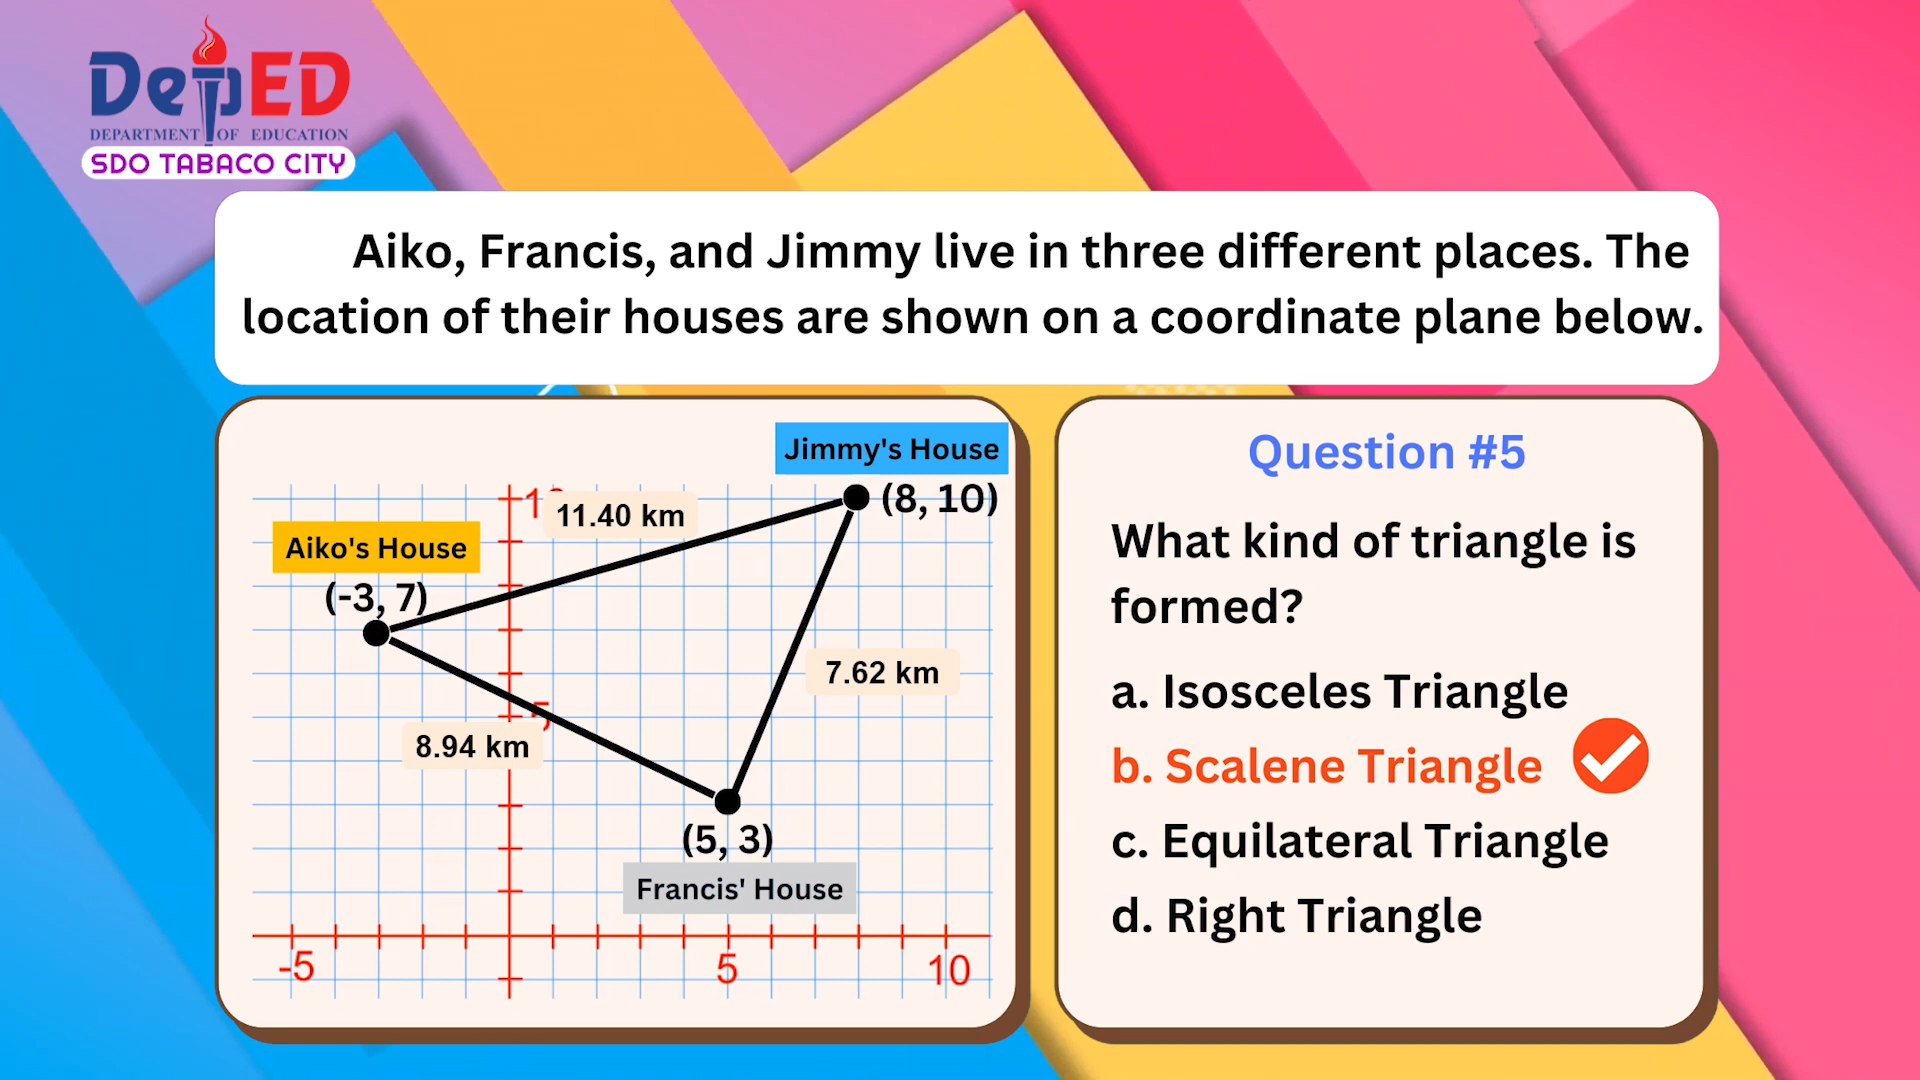 DepED
DEPARTMENT OF EDUCATION
SDO TABACO CITY
Aiko, Francis, and Jimmy live in three different places. The
location of their houses are shown on a coordinate plane below.
Jimmy's House
(8, 10)
11.40 km
Aiko's House
(-3, 7)
7.62 km
5
8.94 km
(5, 3)
Francis' House
-5 5 10
Question #5
What kind of triangle is
formed?
a. Isosceles Triangle
b. Scalene Triangle
c. Equilateral Triangle
d. Right Triangle